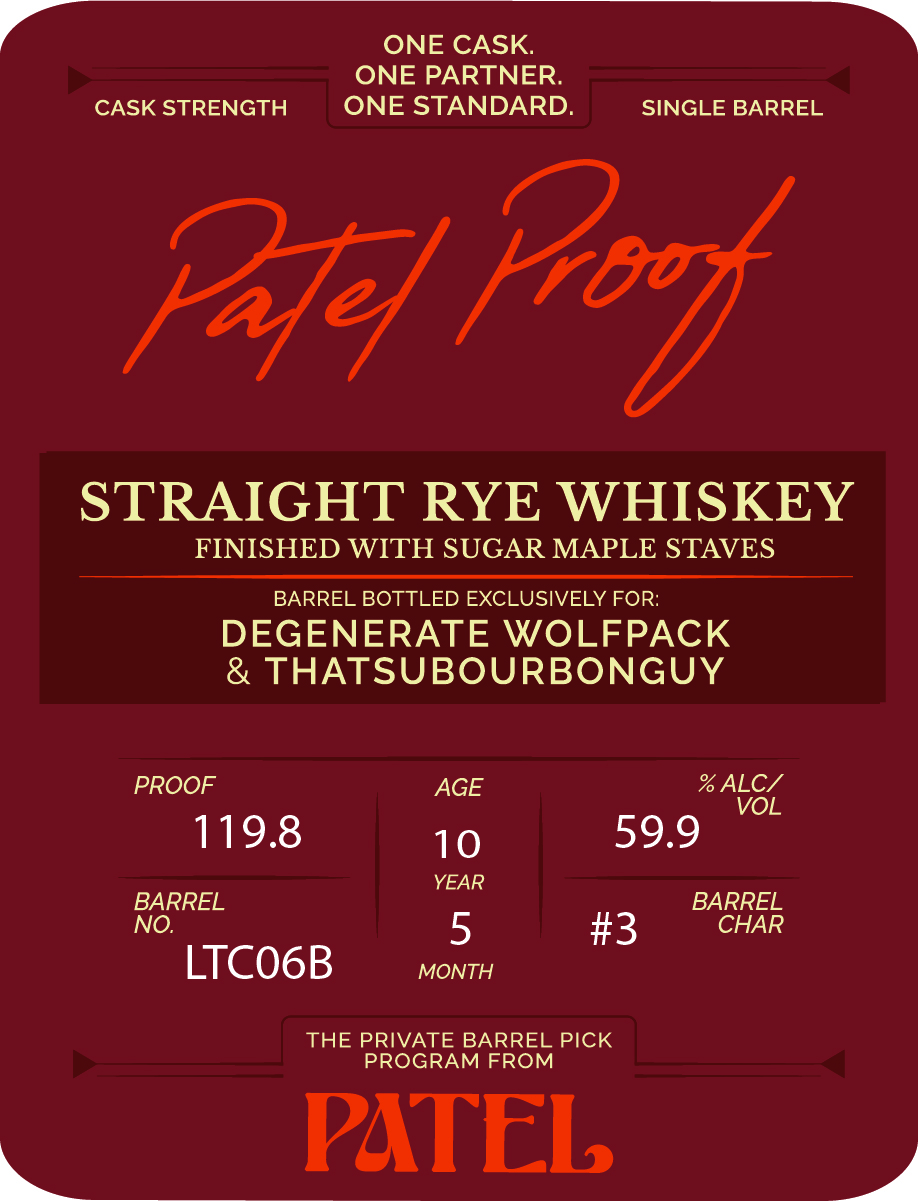 ONE CASK.
ONE PARTNER.
ONE STANDARD.
CASK STRENGTH
SINGLE BARREL
Patel Proof
STRAIGHT RYE WHISKEY
FINISHED WITH SUGAR MAPLE STAVES
BARREL BOTTLED EXCLUSIVELY FOR:
DEGENERATE WOLFPACK
& THATSUBOURBONGUY
PROOF
119.8
AGE
10
YEAR
5
MONTH
% ALC/
VOL
59.9
BARREL
NO.
LTC06B
BARREL
CHAR
#3
THE PRIVATE BARREL PICK
PROGRAM FROM
PATEL